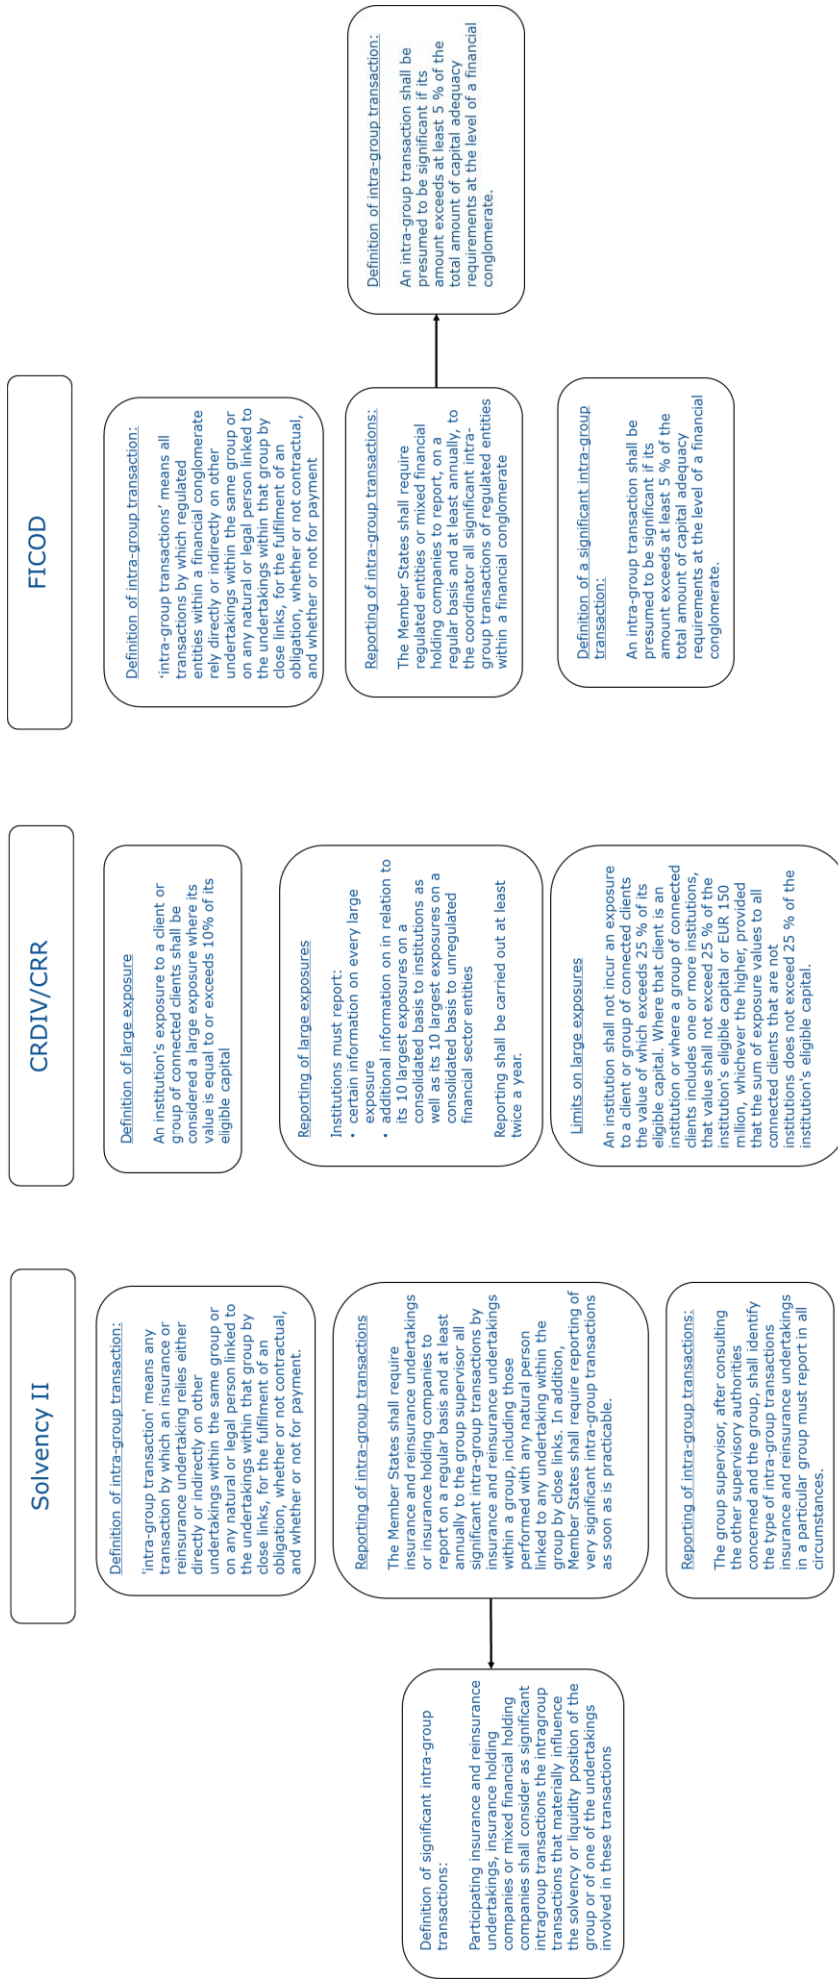 Solvency II
Definition of intra-group transaction:
'intra-group transaction' means any
transaction by which an insurance or
reinsurance undertaking relies either
directly or indirectly on other
undertakings within the same group or
on any natural or legal person linked to
the undertakings within that group by
close links, for the fulfilment of an
obligation, whether or not contractual,
and whether or not for payment.
Reporting of intra-group transactions
The Member States shall require
insurance and reinsurance undertakings
or insurance holding companies to
report on a regular basis and at least
annually to the group supervisor all
significant intra-group transactions by
insurance and reinsurance undertakings
within a group, including those
performed with any natural person
linked to any undertaking within the
group by close links. In addition,
Member States shall require reporting of
very significant intra-group transactions
as soon as is practicable.
Definition of significant intra-group
transactions:
Participating insurance and reinsurance
undertakings, insurance holding
companies or mixed financial holding
companies shall consider as significant
intragroup transactions the intragroup
transactions that materially influence
the solvency or liquidity position of the
group or of one of the undertakings
involved in these transactions
Reporting of intra-group transactions:
The group supervisor, after consulting
the other supervisory authorities
concerned and the group, shall identify
the type of intra-group transactions
insurance and reinsurance undertakings
in a particular group must report in all
circumstances.
CRDIV/CRR
Definition of large exposure
An institution's exposure to a client or
group of connected clients shall be
considered a large exposure where its
value is equal to or exceeds 10% of its
eligible capital
Reporting of large exposures
Institutions must report:
• certain information on every large
exposure
• additional information on in relation to
its 10 largest exposures on a
consolidated basis to institutions as
well as its 10 largest exposures on a
consolidated basis to unregulated
financial sector entities
Reporting shall be carried out at least
twice a year.
Limits on large exposures
An institution shall not incur an exposure
to a client or group of connected clients
the value of which exceeds 25 % of its
eligible capital. Where that client is an
institution or where a group of connected
clients includes one or more institutions,
that value shall not exceed 25 % of the
institution's eligible capital or EUR 150
million, whichever the higher, provided
that the sum of exposure values to all
connected clients that are not
institutions does not exceed 25 % of the
institution's eligible capital.
FICOD
Definition of intra-group transaction:
'intra-group transactions' means all
transactions by which regulated
entities within a financial conglomerate
rely directly or indirectly on other
undertakings within the same group or
on any natural or legal person linked to
the undertakings within that group by
close links, for the fulfilment of an
obligation, whether or not contractual,
and whether or not for payment
Reporting of intra-group transactions:
The Member States shall require
regulated entities or mixed financial
holding companies to report, on a
regular basis and at least annually, to
the coordinator all significant intra-
group transactions of regulated entities
within a financial conglomerate
Definition of intra-group transaction:
An intra-group transaction shall be
presumed to be significant if its
amount exceeds at least 5 % of the
total amount of capital adequacy
requirements at the level of a financial
conglomerate.
Definition of a significant intra-group
transaction:
An intra-group transaction shall be
presumed to be significant if its
amount exceeds at least 5 % of the
total amount of capital adequacy
requirements at the level of a financial
conglomerate.